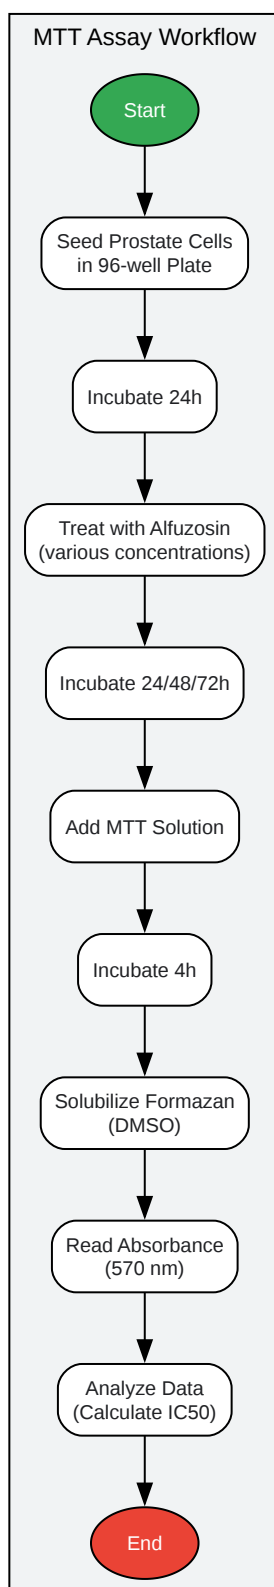 MTT Assay Workflow
Start
Seed Prostate Cells
in 96-well Plate
Incubate 24h
Treat with Alfuzosin
(various concentrations)
Incubate 24/48/72h
Add MTT Solution
Incubate 4h
Solubilize Formazan
(DMSO)
Read Absorbance
(570 nm)
Analyze Data
(Calculate IC50)
End